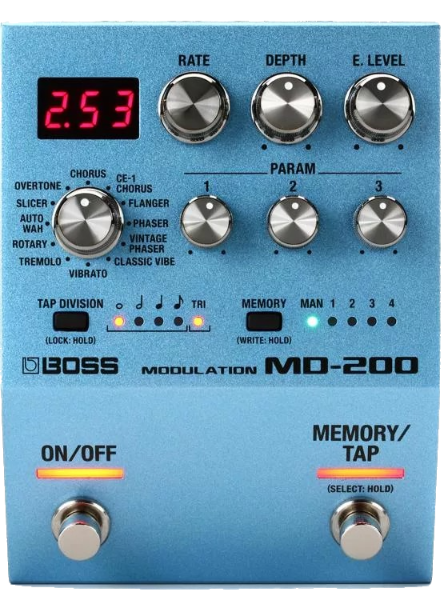 RATE DEPTH E. LEVEL
2.53
PARAM
1 2 3
CHORUS
CE-1
CHORUS
OVERTONE
SLICER
FLANGER
AUTO
WAH
PHASER
ROTARY
VINTAGE
PHASER
TREMOLO
CLASSIC VIBE
VIBRATO
TAP DIVISION
TRI
(LOCK: HOLD)
MEMORY
MAN 1 2 3 4
(WRITE: HOLD)
BOSS
MODULATION MD-200
ON/OFF
MEMORY/
TAP
(SELECT: HOLD)